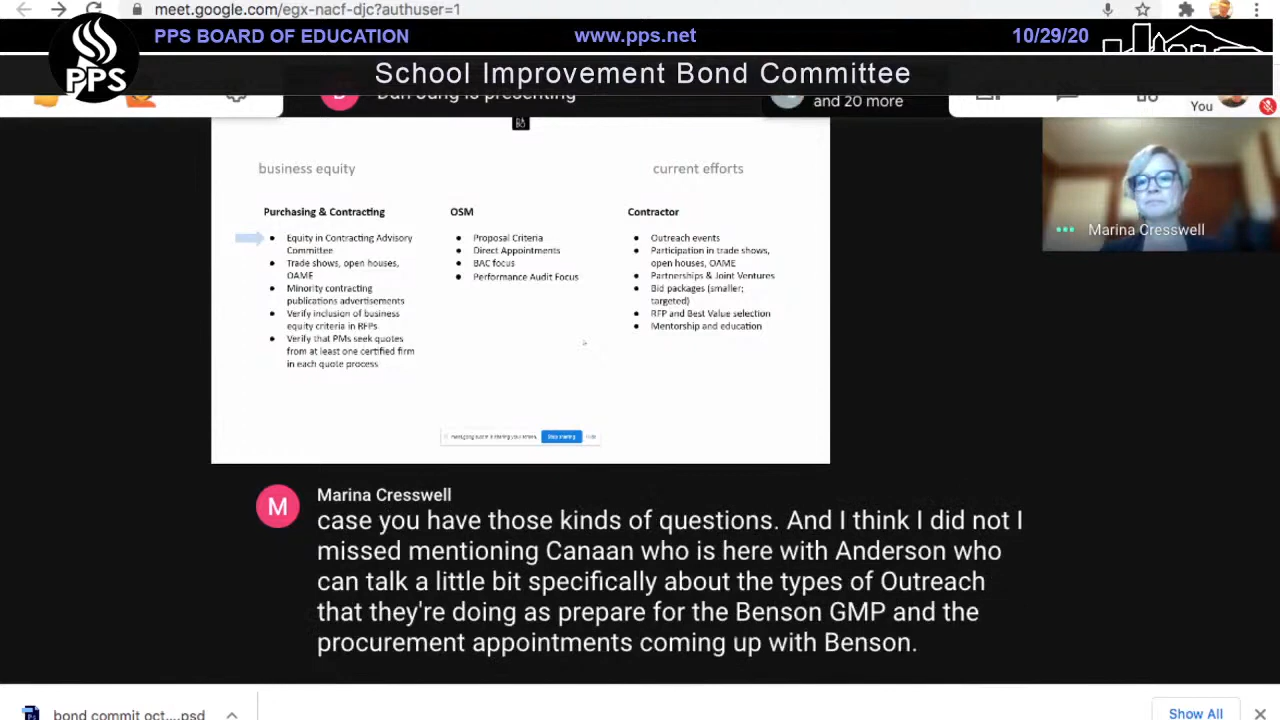 meet.google.com/egx-nacf-djc?authuser=1
PPS BOARD OF EDUCATION www.pps.net 10/29/20
PPS
School Improvement Bond Committee
is presenting
and 20 more
You
business equity current efforts
Purchasing & Contracting
Equity in Contracting Advisory
Committee
Trade shows, open houses,
OAME
Minority contracting
publications advertisements
Verify inclusion of business
equity criteria in RFPs
Verify that PMs seek quotes
from at least one certified firm
in each quote process
OSM
Proposal Criteria
Direct Appointments
BAC focus
Performance Audit Focus
Contractor
Outreach events
Participation in trade shows,
open houses, OAME
Partnerships & Joint Ventures
Bid packages (smaller;
targeted)
RFP and Best Value selection
Mentorship and education
Stop sharing
Marina Cresswell
M
Marina Cresswell
case you have those kinds of questions. And I think I did not I
missed mentioning Canaan who is here with Anderson who
can talk a little bit specifically about the types of Outreach
that they're doing as prepare for the Benson GMP and the
procurement appointments coming up with Benson.
bond commit oct....psd
Show All